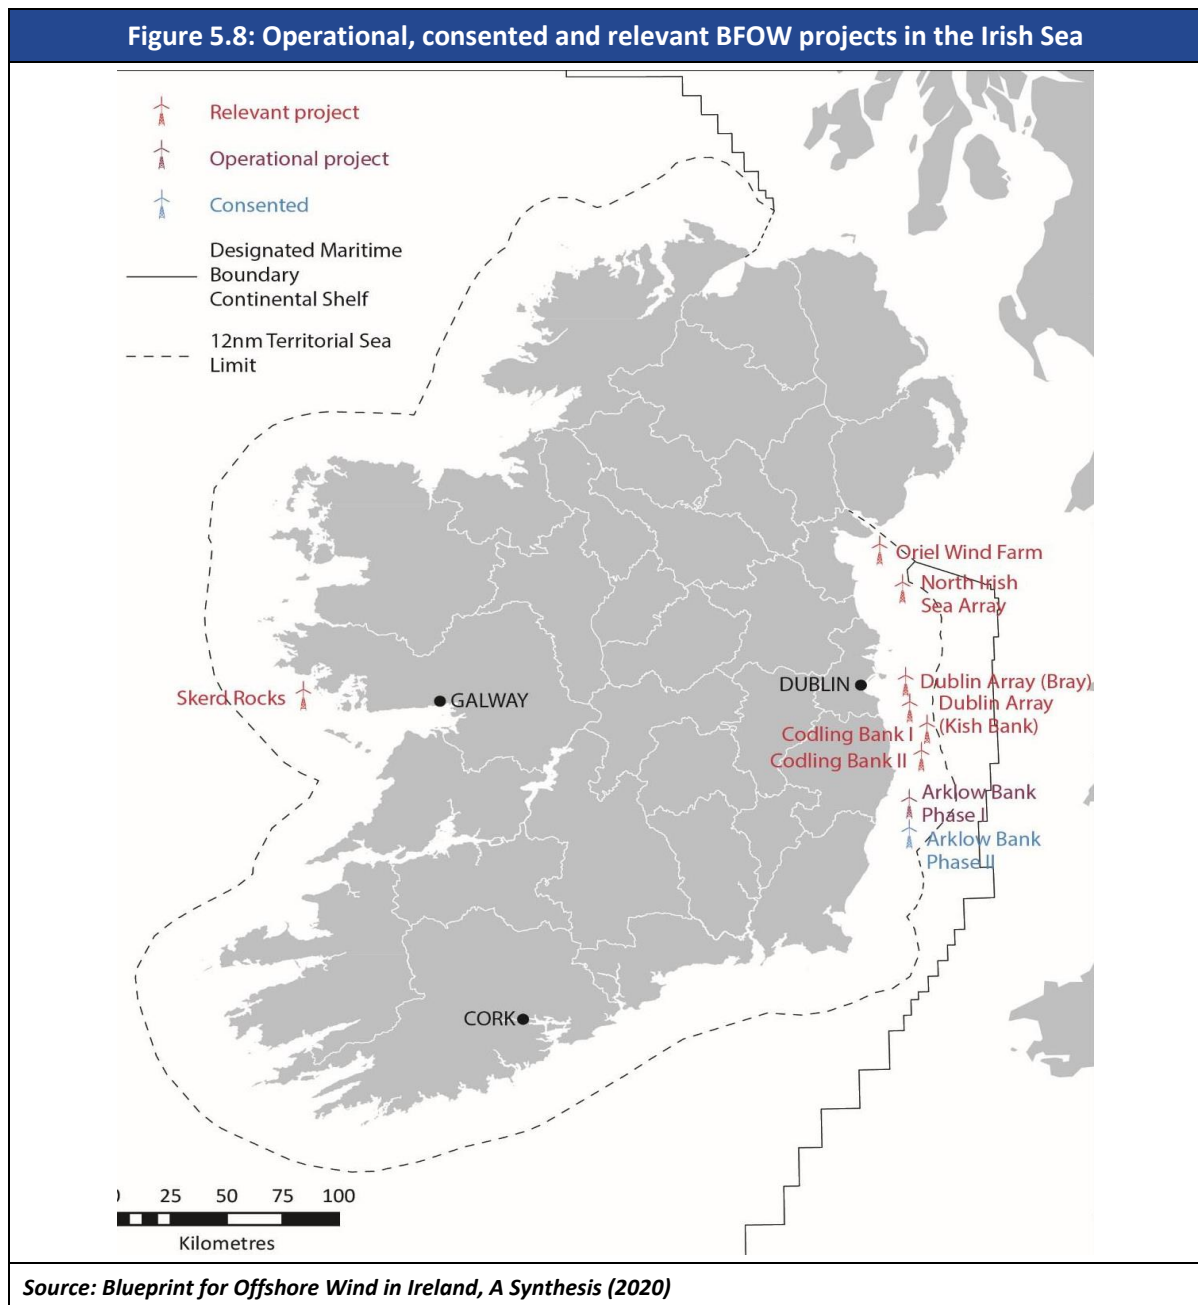 Figure 5.8: Operational, consented and relevant BFOW projects in the Irish Sea
Relevant project
Operational project
Consented
Designated Maritime
Boundary
Continental Shelf
12nm Territorial Sea
Limit
Oriel Wind Farm
North Irish
Sea Array
Skerd Rocks
GALWAY
DUBLIN
Dublin Array (Bray)
Dublin Array
(Kish Bank)
Codling Bank I
Codling Bank II
Arklow Bank
Phase I
Arklow Bank
Phase II
CORK
25 50 75 100
Kilometres
Source: Blueprint for Offshore Wind in Ireland, A Synthesis (2020)